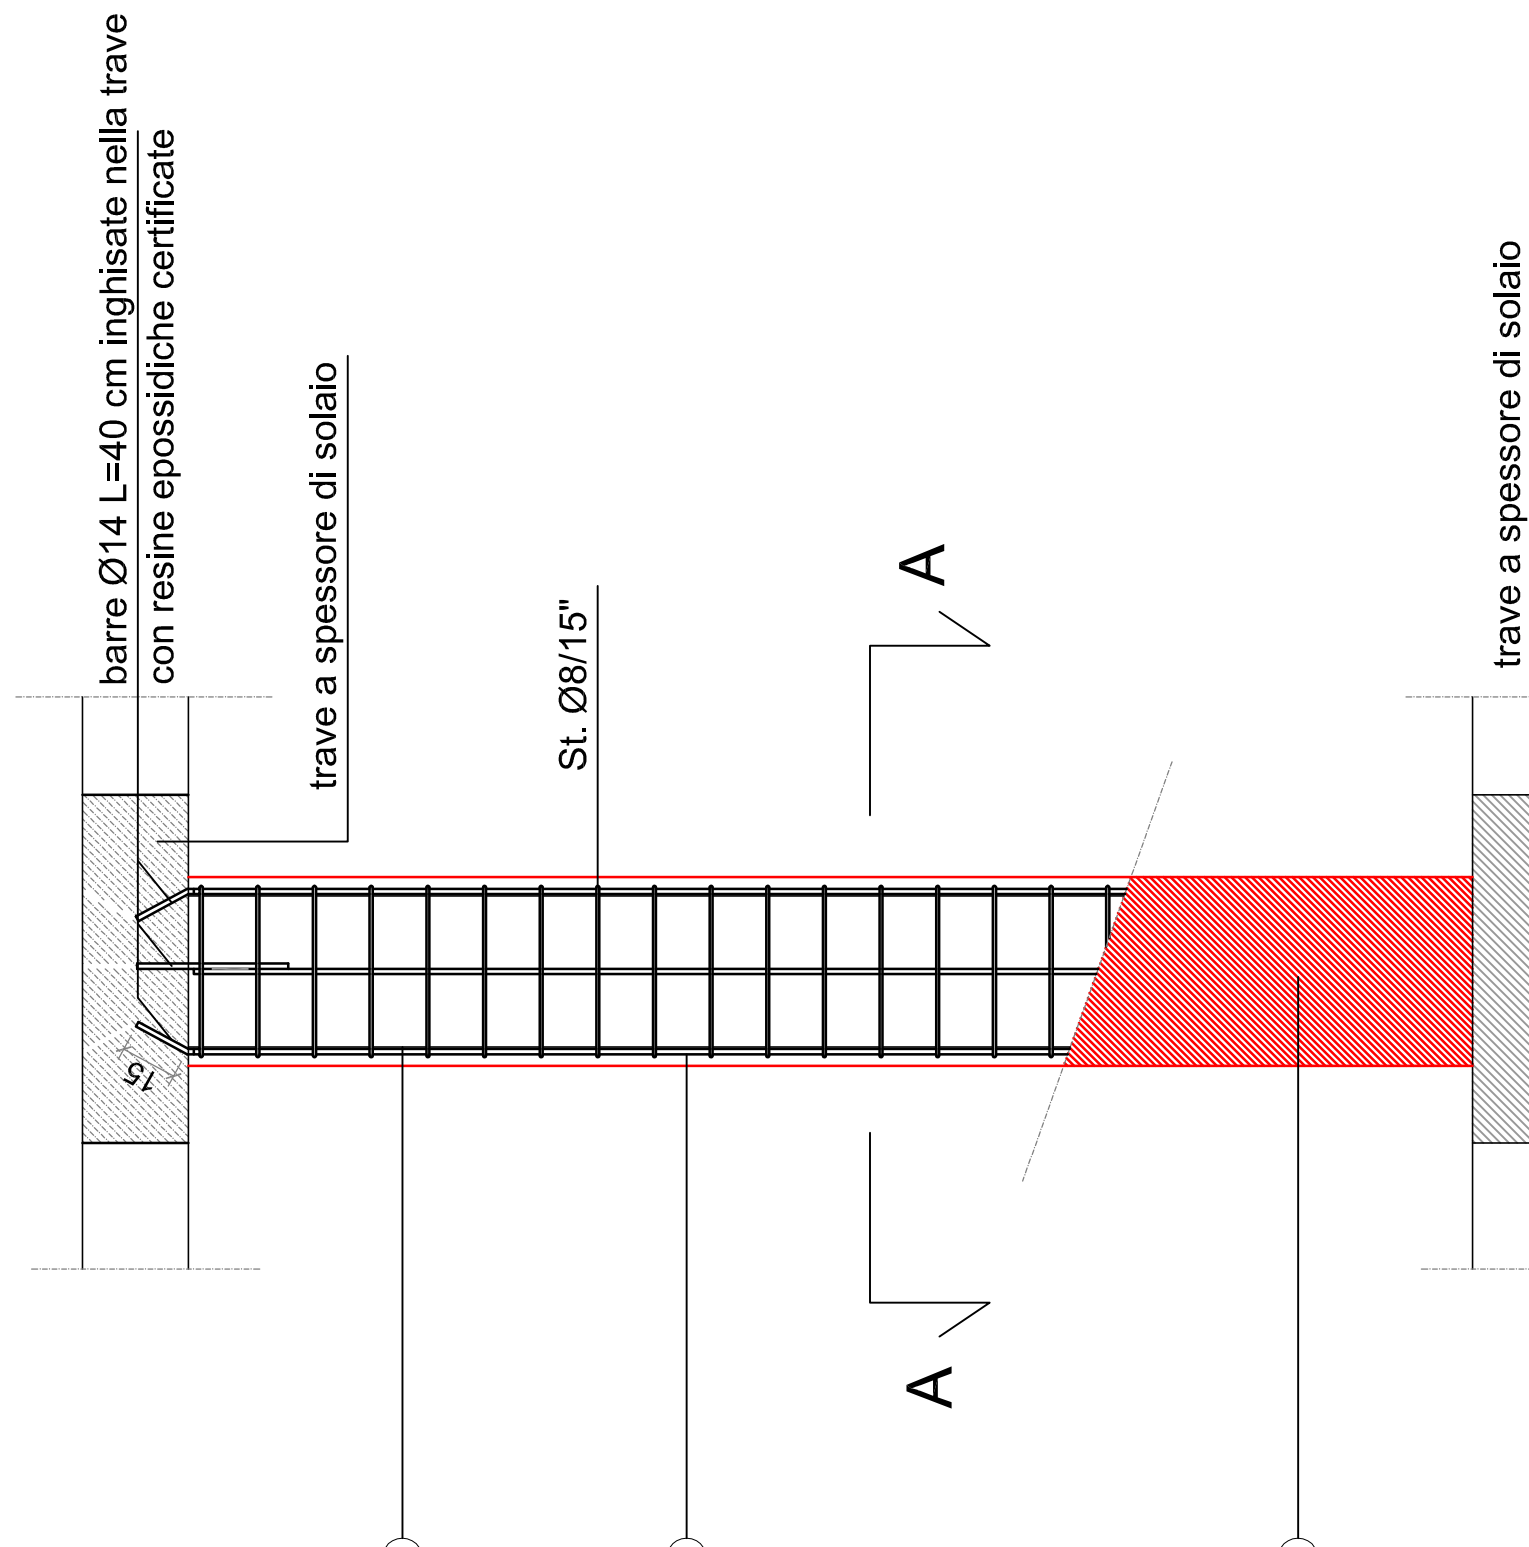 barre Ø14 L=40 cm inghisate nella trave
con resine epossidiche certificate
trave a spessore di solaio
St. Ø8/15"
A
trave a spessore di solaio
15
A